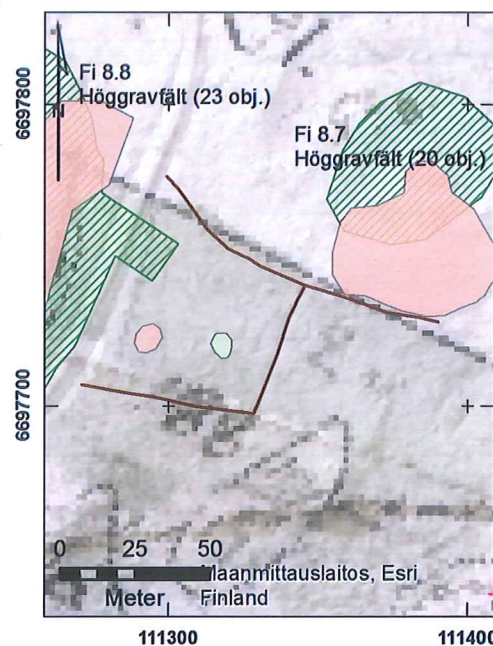 Fi 8.8
Höggravfält (23 obj.)
Fi 8.7
Höggravfält (20 obj.)
6697800
6697700
0 25 50
Meter
Maanmittauslaitos, Esri
Finland
111300
111400